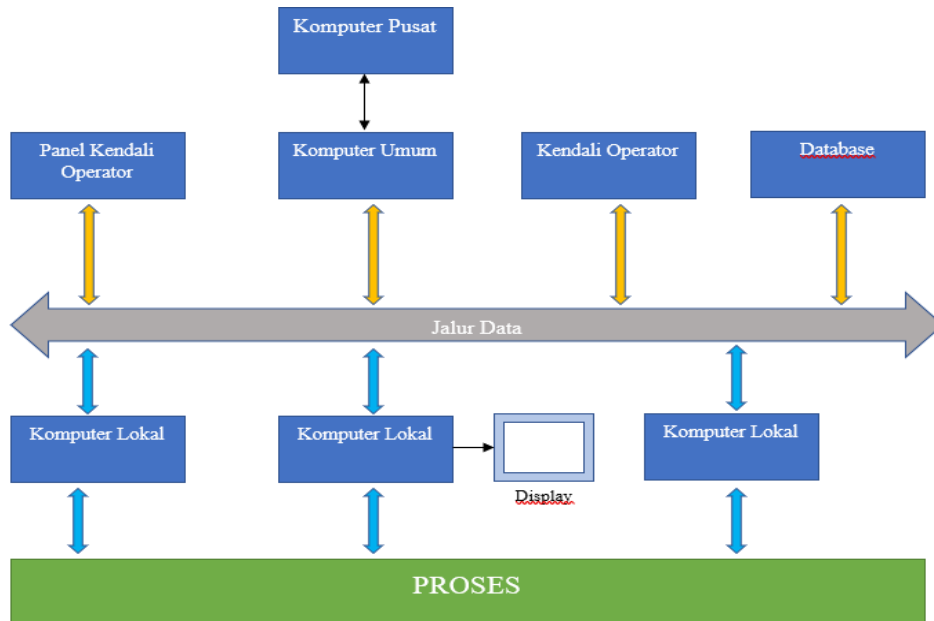 Komputer Pusat
Panel Kendali
Operator
Komputer Umum
Kendali Operator
Database
Jalur Data
Komputer Lokal
Komputer Lokal
Komputer Lokal
Display
PROSES